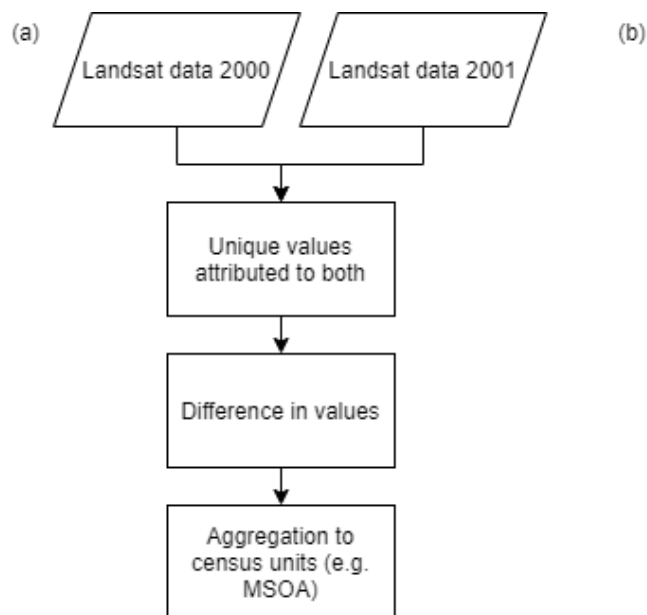 (a)
(b)
Landsat data 2000
Landsat data 2001
Unique values
attributed to both
Difference in values
Aggregation to
census units (e.g.
MSOA)